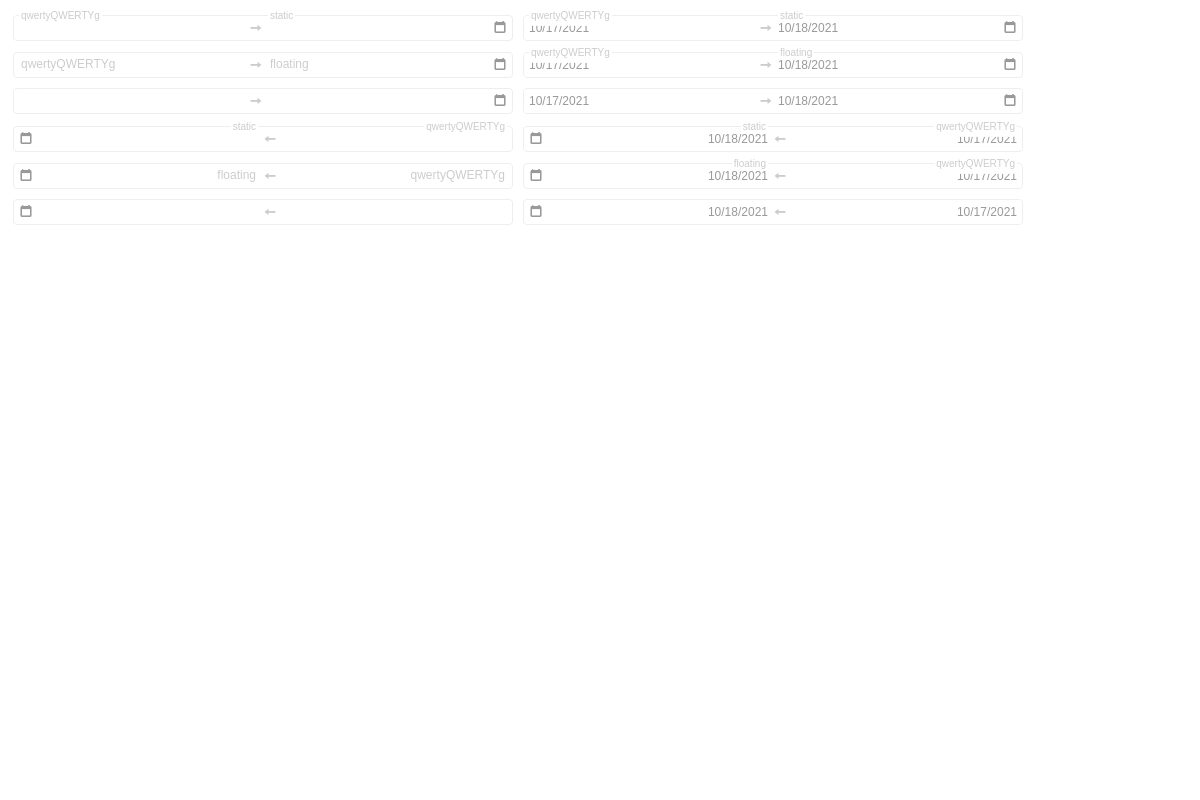 qwertyQWERTYg static qwertyQWERTYg static
10/17/2021 10/18/2021
qwertyQWERTYg floating
qwertyQWERTYg floating 10/17/2021 10/18/2021
10/17/2021 10/18/2021
static qwertyQWERTYg static qwertyQWERTYg
10/18/2021 10/17/2021
floating qwertyQWERTYg
floating qwertyQWERTYg 10/18/2021 10/17/2021
10/18/2021 10/17/2021